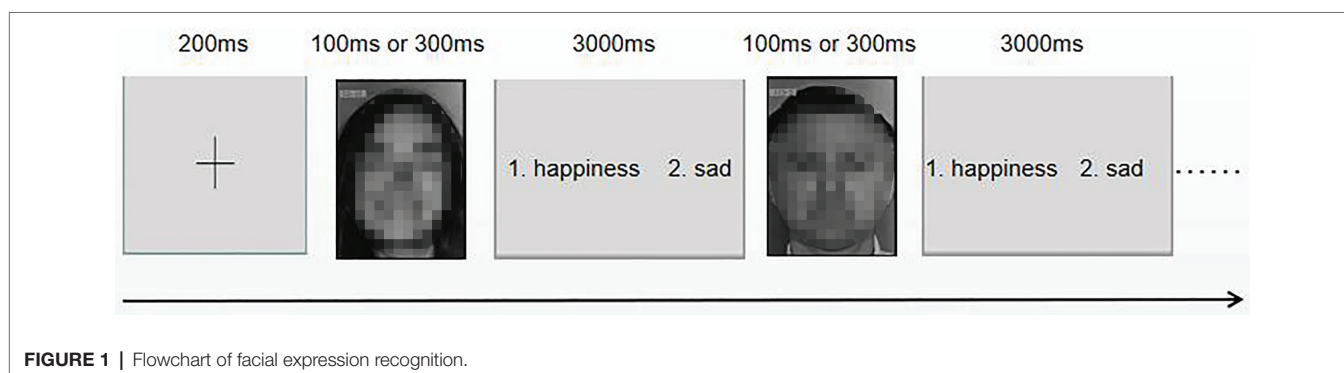 200ms 100ms or 300ms 3000ms 100ms or 300ms 3000ms
1. happiness 2. sad 1. happiness 2. sad ......
FIGURE 1 | Flowchart of facial expression recognition.